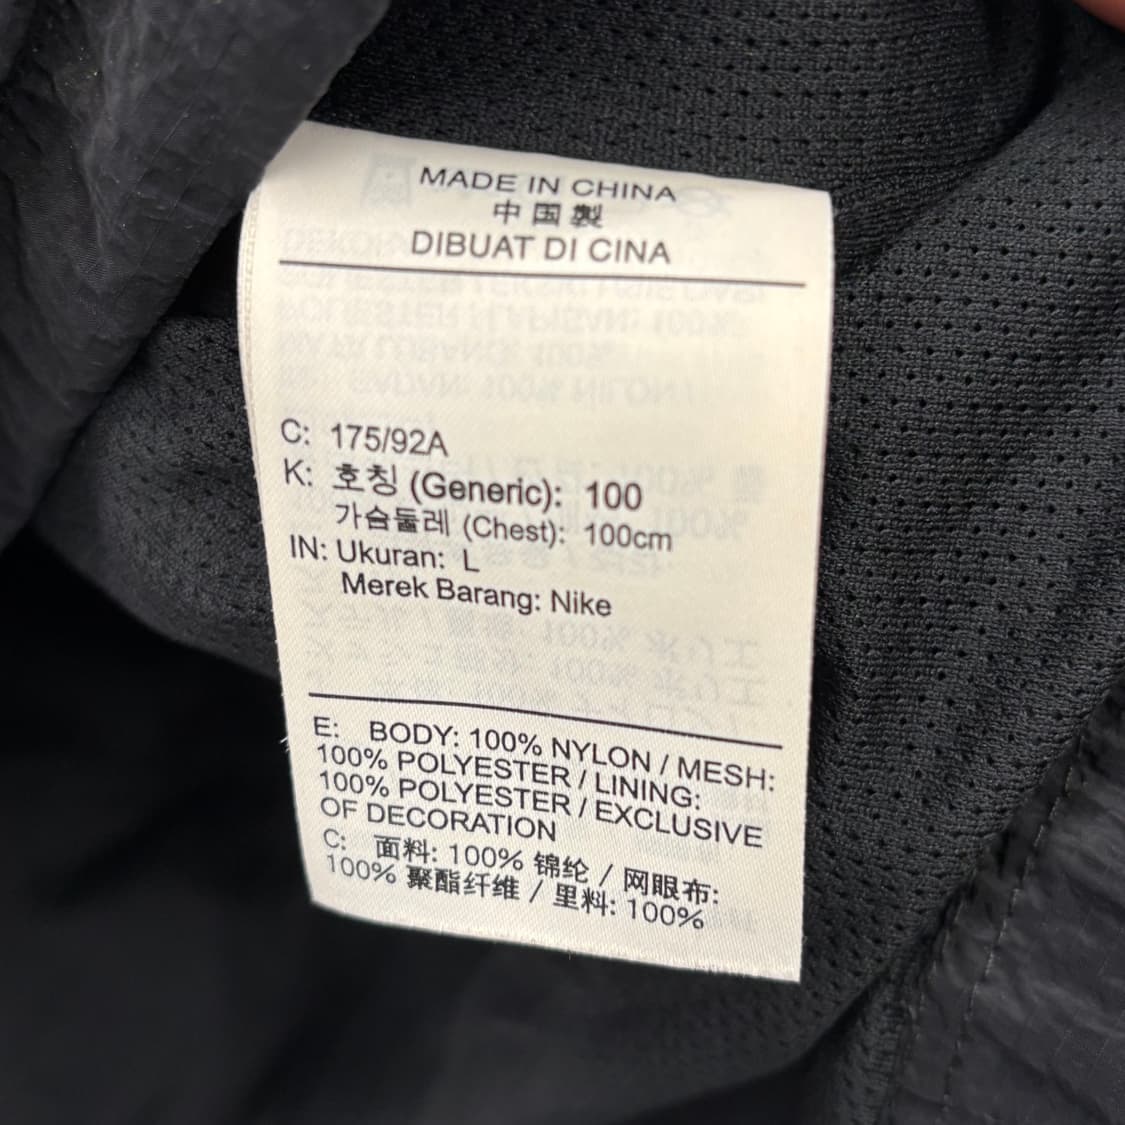 MADE IN CHINA
中国製
DIBUAT DI CINA
C: 175/92A
K: 호칭 (Generic): 100
가슴둘레 (Chest): 100cm
IN: Ukuran: L
Merek Barang: Nike
E: BODY: 100% NYLON / MESH:
100% POLYESTER / LINING:
100% POLYESTER / EXCLUSIVE
OF DECORATION
C: 面料: 100% 锦纶 / 网眼布:
100% 聚酯纤维 / 里料: 100%